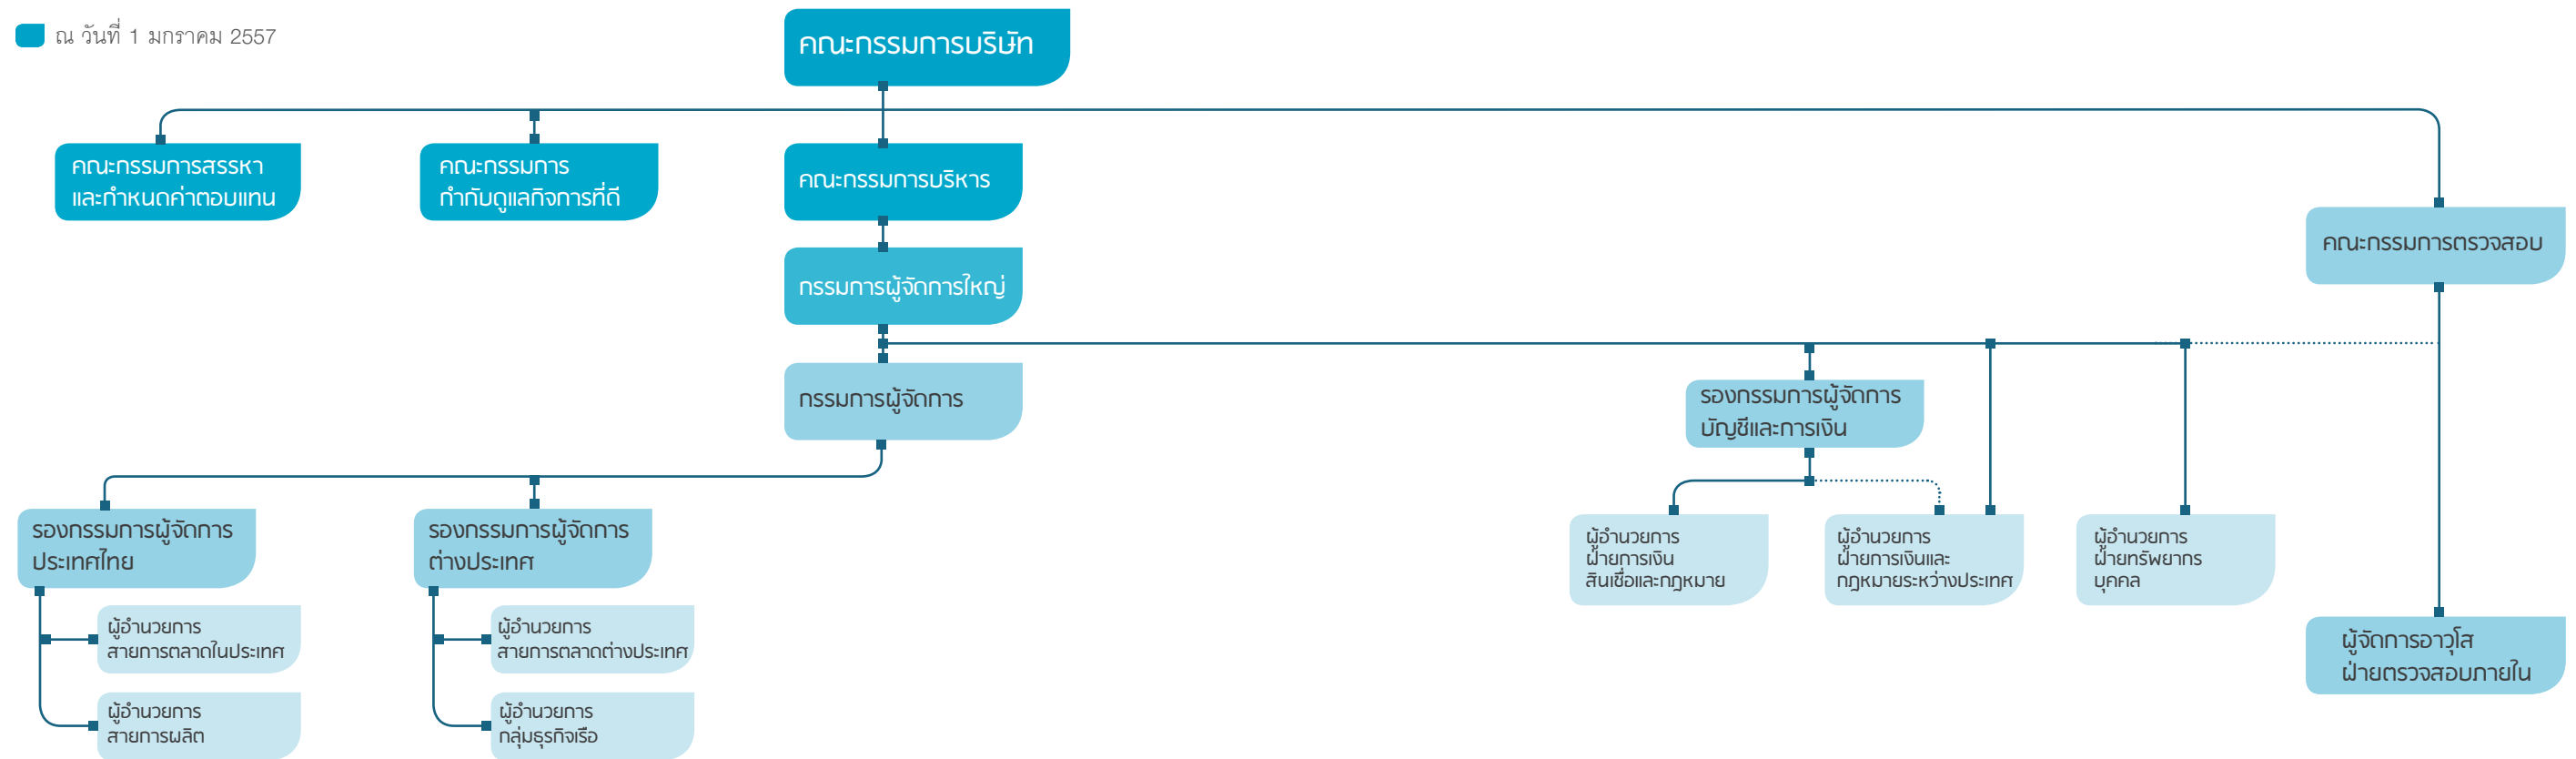 ณ วันที่ 1 มกราคม 2557
คณะกรรมการบริษัท
คณะกรรมการสรรหา
และกำหนดค่าตอบแทน
คณะกรรมการ
กำกับดูแลกิจการที่ดี
คณะกรรมการบริหาร
คณะกรรมการตรวจสอบ
กรรมการผู้จัดการใหญ่
กรรมการผู้จัดการ
รองกรรมการผู้จัดการ
บัญชีและการเงิน
รองกรรมการผู้จัดการ
ประเทศไทย
รองกรรมการผู้จัดการ
ต่างประเทศ
ผู้อำนวยการ
ฝ่ายการเงิน
สินเชื่อและกฎหมาย
ผู้อำนวยการ
ฝ่ายการเงินและ
กฎหมายระหว่างประเทศ
ผู้อำนวยการ
ฝ่ายทรัพยากร
บุคคล
ผู้อำนวยการ
สายการตลาดในประเทศ
ผู้อำนวยการ
สายการตลาดต่างประเทศ
ผู้จัดการอาวุโส
ฝ่ายตรวจสอบภายใน
ผู้อำนวยการ
สายการผลิต
ผู้อำนวยการ
กลุ่มธุรกิจเรือ